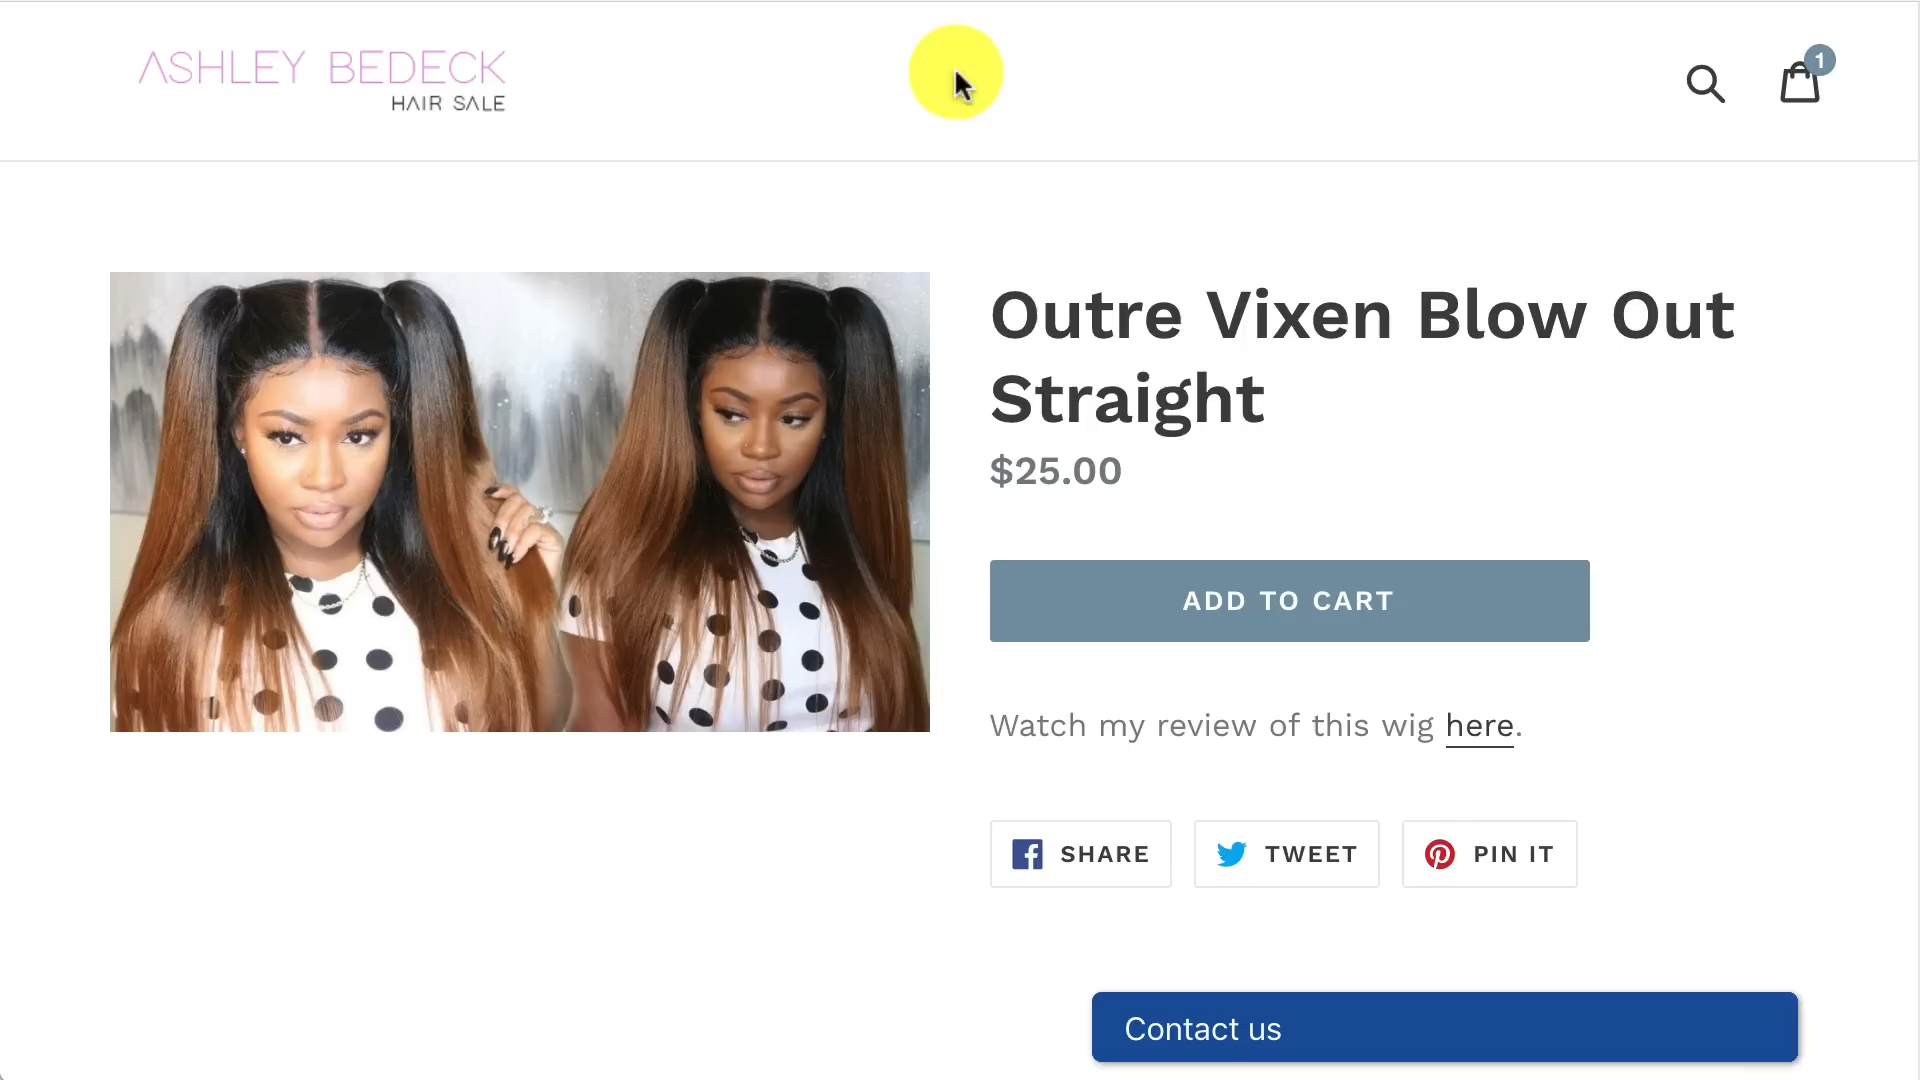 ASHLEY BEDECK
HAIR SALE
1
Outre Vixen Blow Out
Straight
$25.00
ADD TO CART
Watch my review of this wig here.
SHARE
TWEET
PIN IT
Contact us